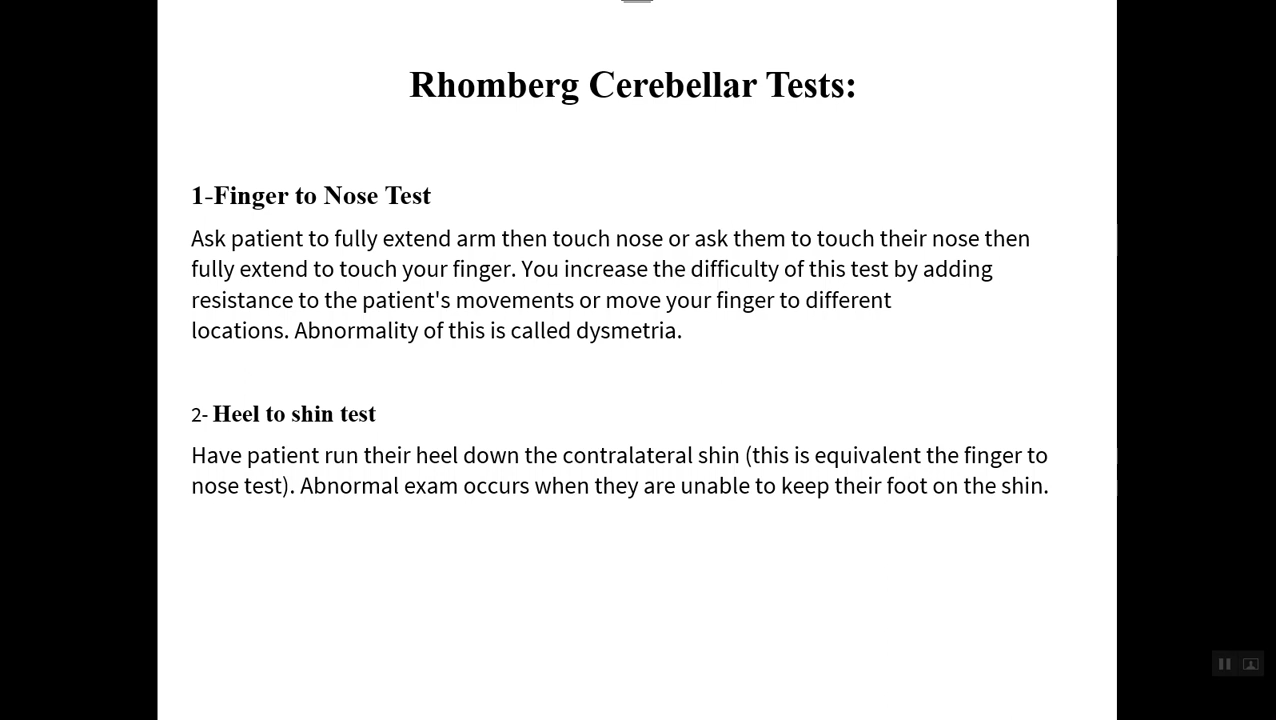 Rhomberg Cerebellar Tests:
1-Finger to Nose Test
Ask patient to fully extend arm then touch nose or ask them to touch their nose then
fully extend to touch your finger. You increase the difficulty of this test by adding
resistance to the patient's movements or move your finger to different
locations. Abnormality of this is called dysmetria.
2- Heel to shin test
Have patient run their heel down the contralateral shin (this is equivalent the finger to
nose test). Abnormal exam occurs when they are unable to keep their foot on the shin.